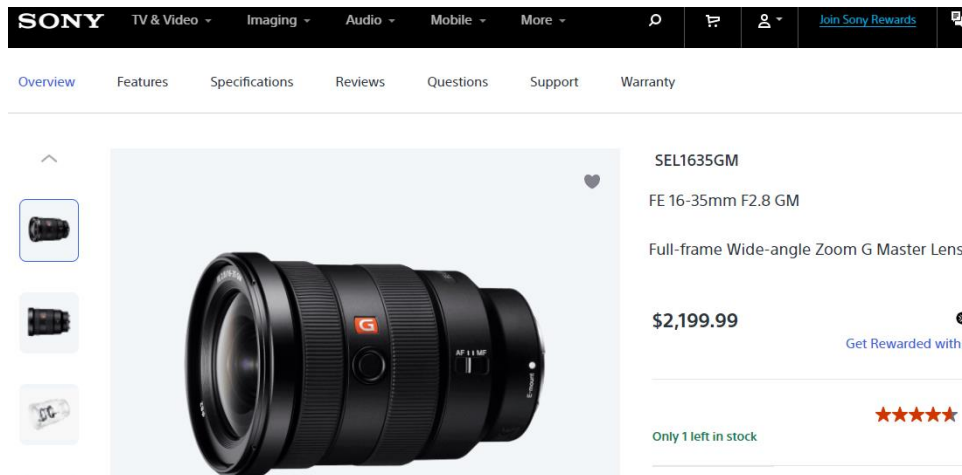 SONY TV & Video Imaging Audio Mobile More Join Sony Rewards
Overview Features Specifications Reviews Questions Support Warranty
SEL1635GM
FE 16-35mm F2.8 GM
Full-frame Wide-angle Zoom G Master Lens
$2,199.99
Get Rewarded with
G
AF MF
E-mount
Only 1 left in stock